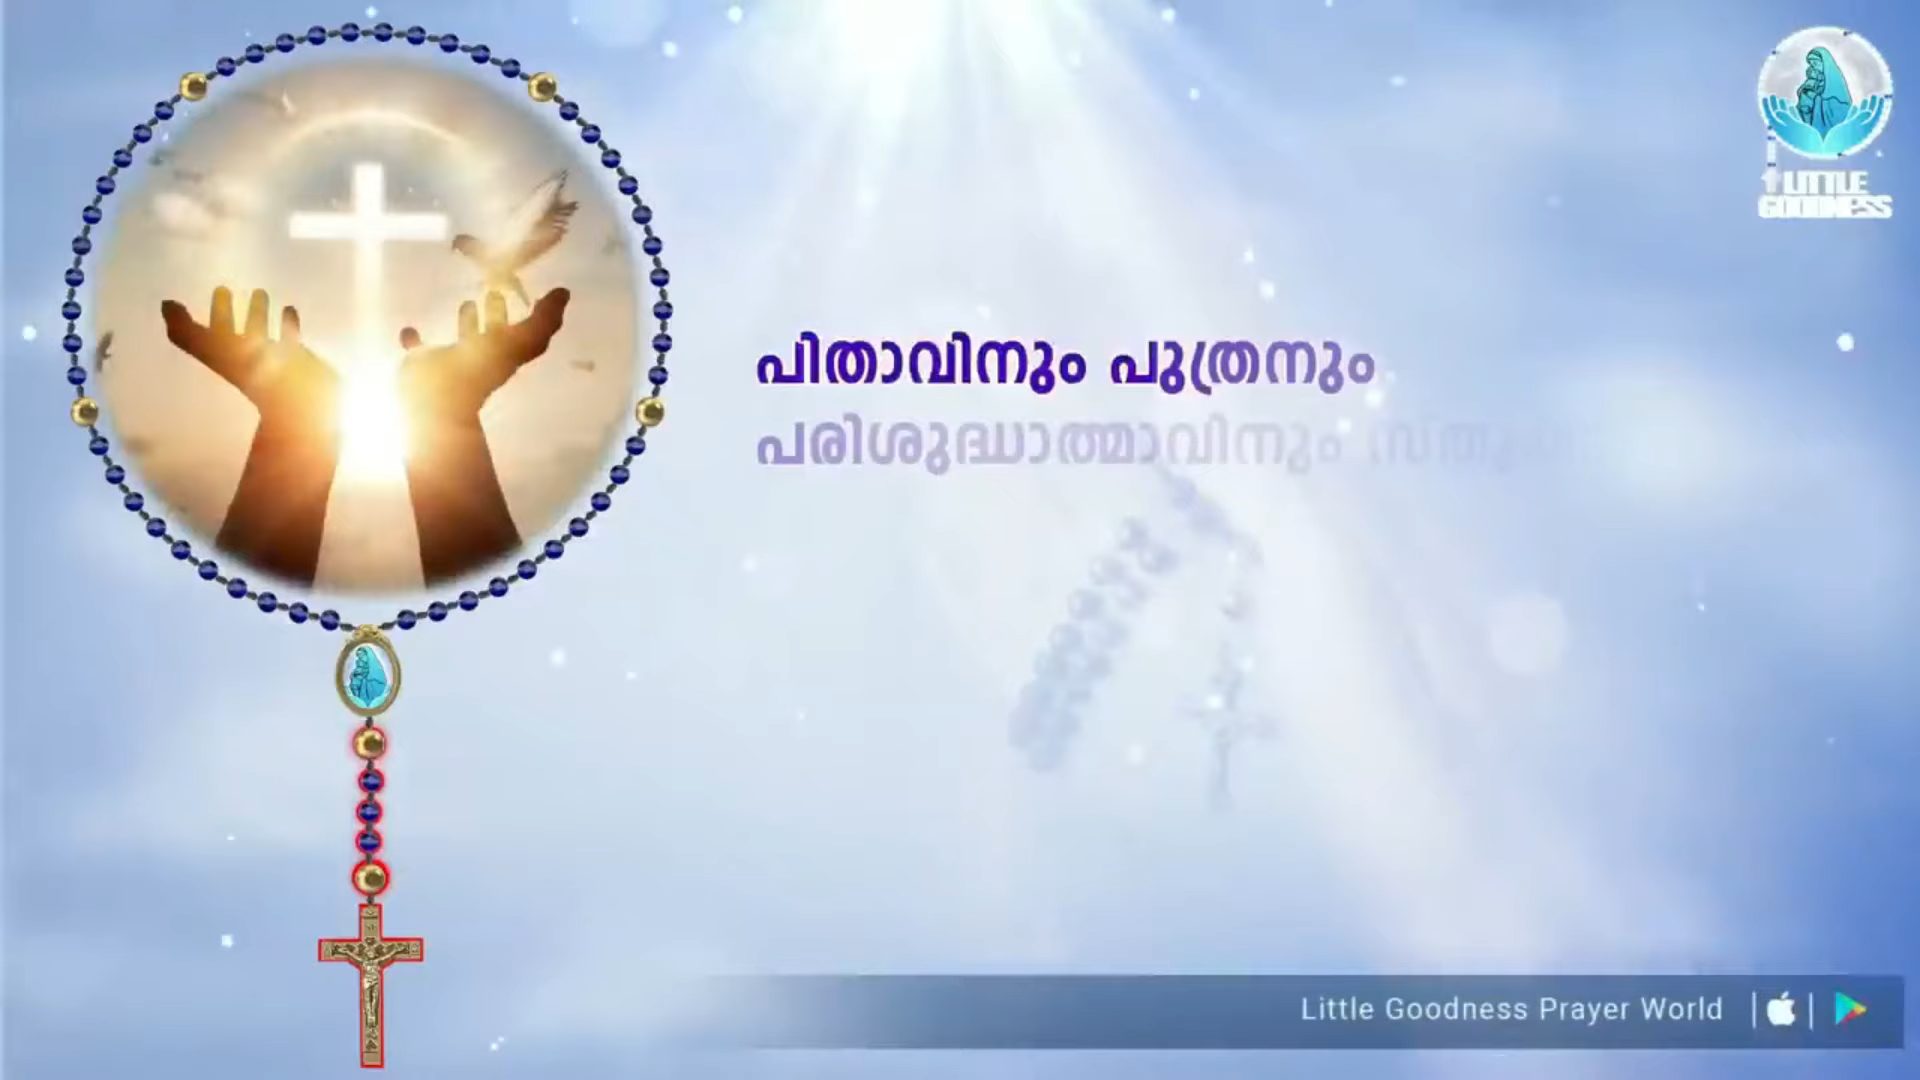 LITTLE
GOODNESS
പിതാവിനും പുത്രനും
പരിശുദ്ധാത്മാവിനും
Little Goodness Prayer World